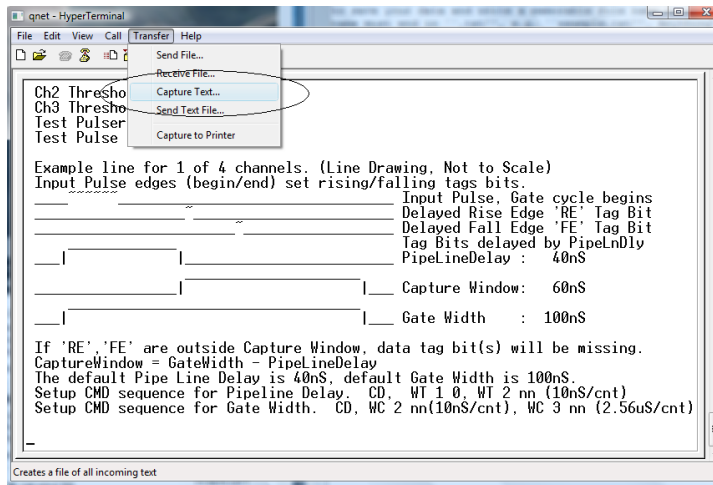 qnet - HyperTerminal
File Edit View Call Transfer Help
Send File...
Receive File...
Capture Text...
Send Text File...
Capture to Printer
Ch2 Thresho
Ch3 Thresho
Test Pulser
Test Pulse
Example line for 1 of 4 channels. (Line Drawing, Not to Scale)
Input Pulse edges (begin/end) set rising/falling tags bits.
Input Pulse, Gate cycle begins
Delayed Rise Edge 'RE' Tag Bit
Delayed Fall Edge 'FE' Tag Bit
Tag Bits delayed by PipeLnDly
PipeLineDelay : 40nS
Capture Window: 60nS
Gate Width : 100nS
If 'RE','FE' are outside Capture Window, data tag bit(s) will be missing.
CaptureWindow = GateWidth - PipeLineDelay
The default Pipe Line Delay is 40nS, default Gate Width is 100nS.
Setup CMD sequence for Pipeline Delay. CD, WT 1 0, WT 2 nn (10nS/cnt)
Setup CMD sequence for Gate Width. CD, WC 2 nn(10nS/cnt), WC 3 nn (2.56uS/cnt)
Creates a file of all incoming text